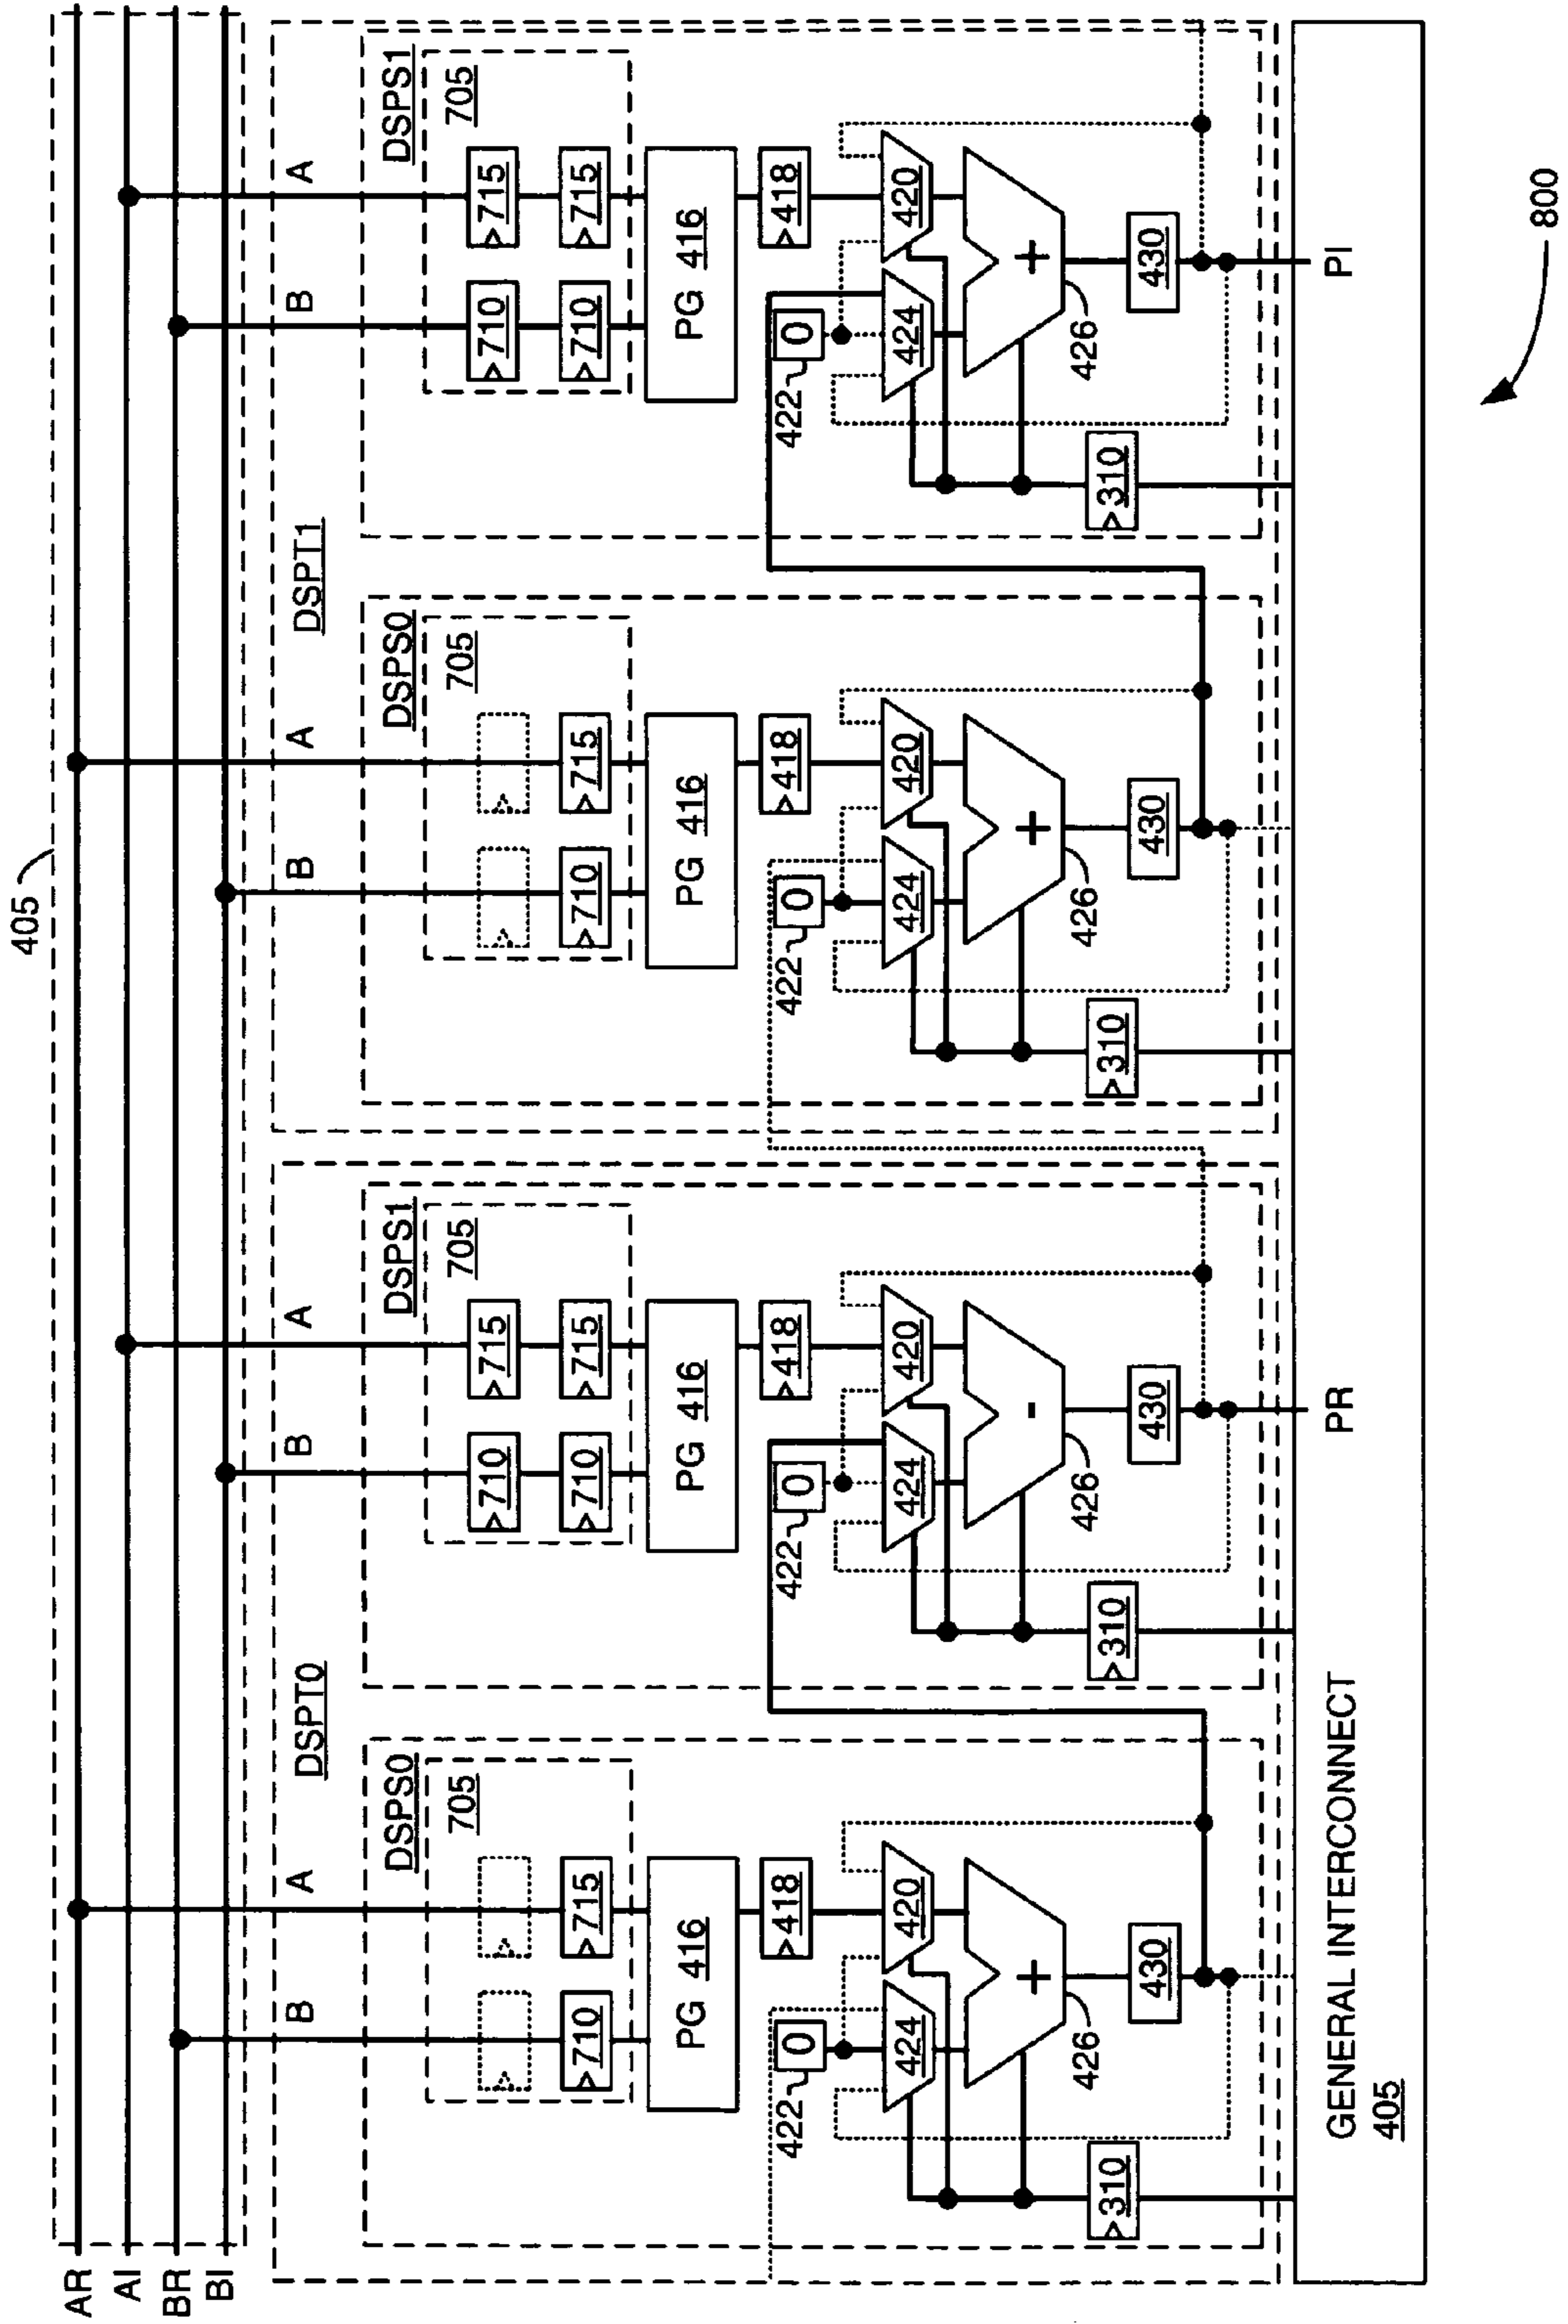 405
AR
AI
BR
BI
DSPT0
DSPT1
B A
B A
B A
B A
DSPS0
DSPS1
DSPS0
DSPS1
705
705
705
705
710 715
710 715
710 715
710 715
710 715
710 715
PG 416
PG 416
PG 416
PG 416
418
418
418
418
422 0
422 0
422 0
422 0
424 420
424 420
424 420
424 420
+
-
+
+
426
426
426
426
310 430
310 430
310 430
310 430
PR
PI
GENERAL INTERCONNECT
405
800